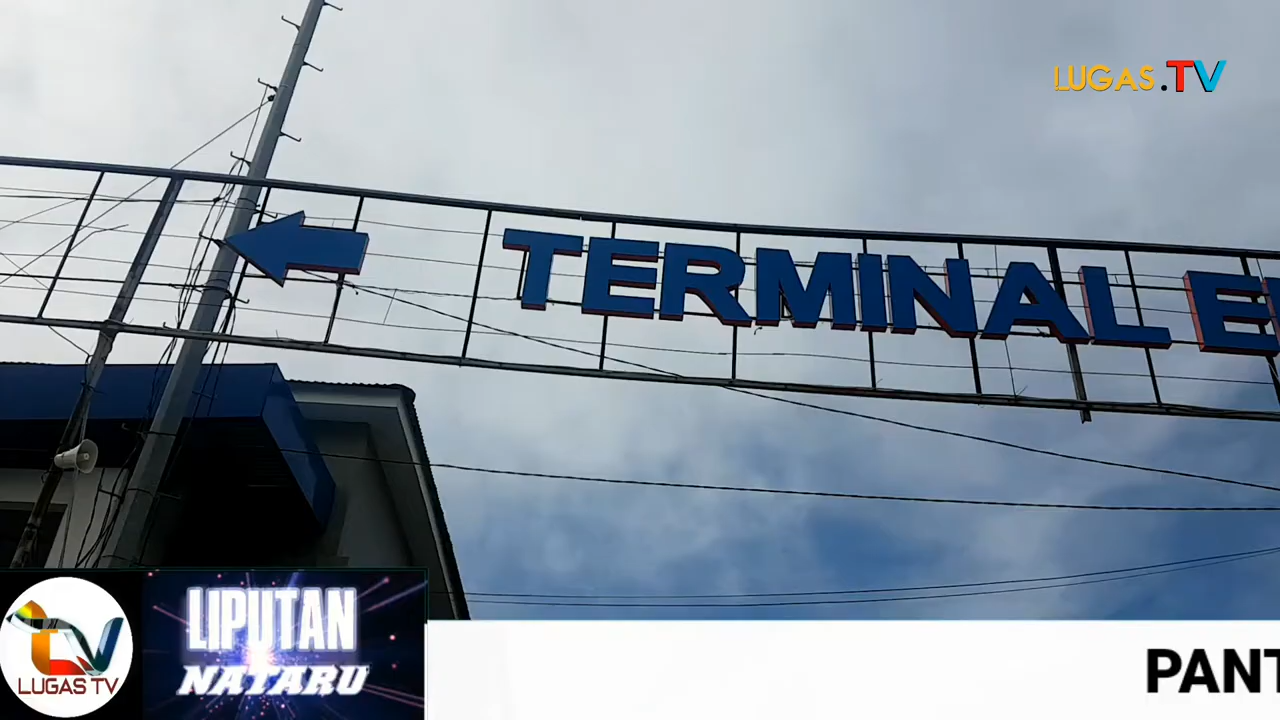 LUGAS.TV
TERMINAL E
LUGAS TV
LIPUTAN
NATARU
PANT